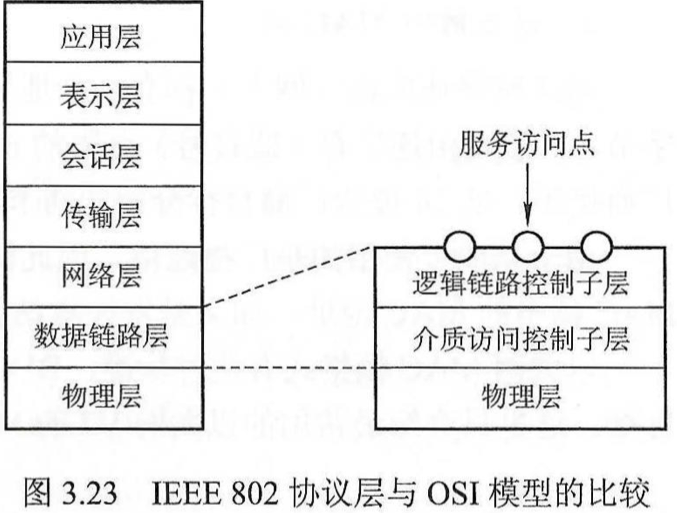 应用层
表示层
会话层
传输层
网络层
数据链路层
物理层
服务访问点
逻辑链路控制子层
介质访问控制子层
物理层
图 3.23 IEEE 802 协议层与 OSI 模型的比较